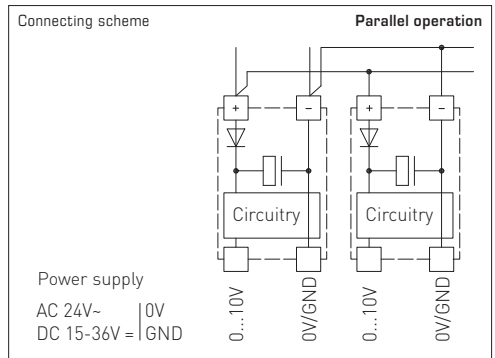 Connecting scheme
Parallel operation
+ − + −
Circuitry Circuitry
Power supply
AC 24V~ | 0V
DC 15-36V = | GND
0...10V
0V/GND
0...10V
0V/GND